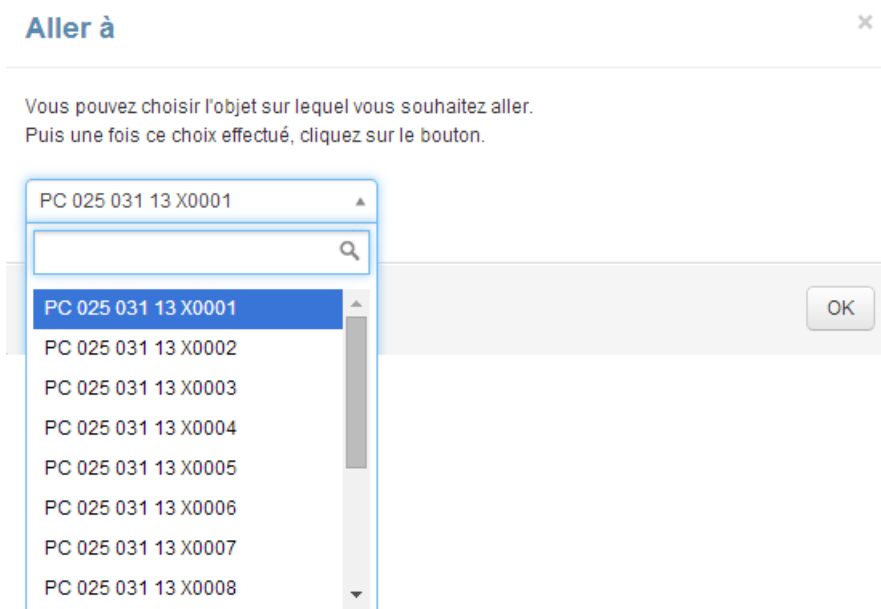 Aller à
×
Vous pouvez choisir l'objet sur lequel vous souhaitez aller.
Puis une fois ce choix effectué, cliquez sur le bouton.
PC 025 031 13 X0001
PC 025 031 13 X0001
OK
PC 025 031 13 X0002
PC 025 031 13 X0003
PC 025 031 13 X0004
PC 025 031 13 X0005
PC 025 031 13 X0006
PC 025 031 13 X0007
PC 025 031 13 X0008